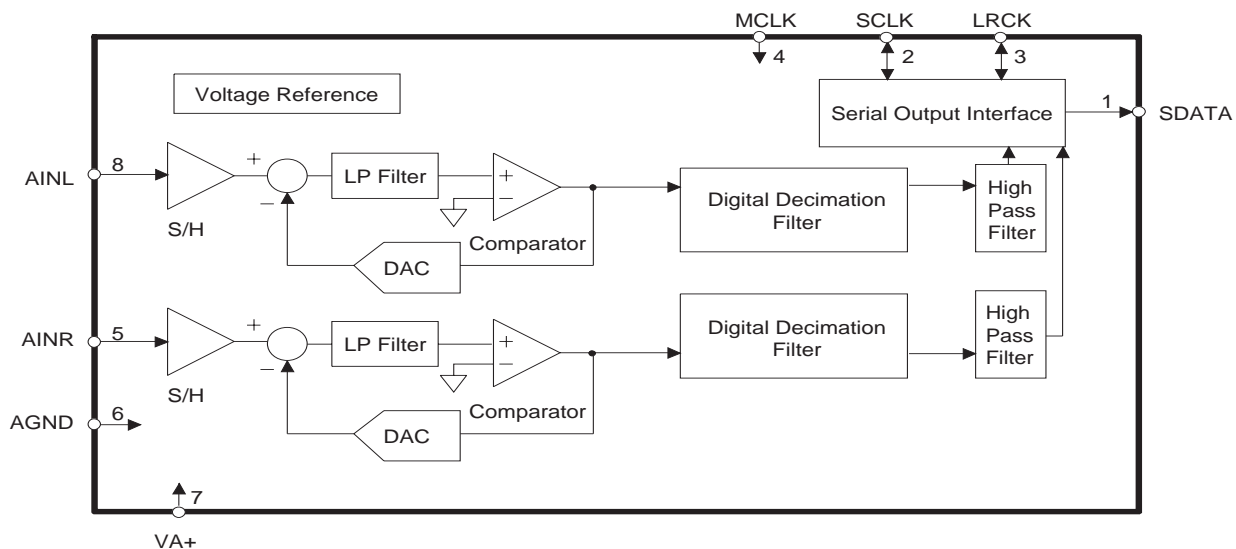 MCLK SCLK LRCK
4 2 3
Voltage Reference
Serial Output Interface
1
SDATA
AINL
8
+
−
S/H
LP Filter
+
−
Comparator
DAC
Digital Decimation
Filter
High
Pass
Filter
AINR
5
+
−
S/H
LP Filter
+
−
Comparator
DAC
Digital Decimation
Filter
High
Pass
Filter
AGND
6
7
VA+